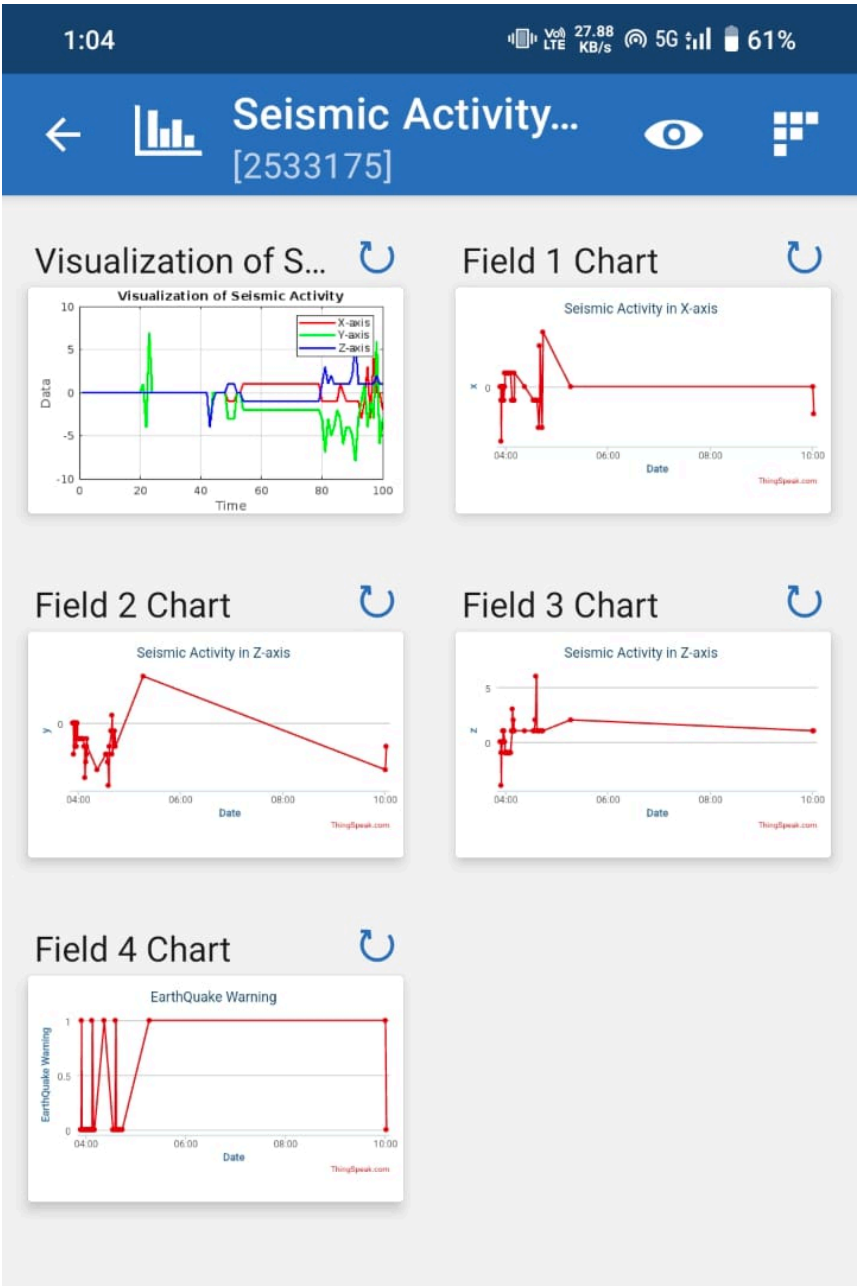 1:04
Vo) LTE 27.88 KB/s 5G 61%
Seismic Activity...
[2533175]
Visualization of S...
Visualization of Seismic Activity
10
5
0
-5
-10
Data
X-axis
Y-axis
Z-axis
0 20 40 60 80 100
Time
Field 1 Chart
Seismic Activity in X-axis
x
0
04:00 06:00 08:00 10:00
Date
ThingSpeak.com
Field 2 Chart
Seismic Activity in Z-axis
y
0
04:00 06:00 08:00 10:00
Date
ThingSpeak.com
Field 3 Chart
Seismic Activity in Z-axis
5
z
0
04:00 06:00 08:00 10:00
Date
ThingSpeak.com
Field 4 Chart
EarthQuake Warning
1
0.5
0
EarthQuake Warning
04:00 06:00 08:00 10:00
Date
ThingSpeak.com